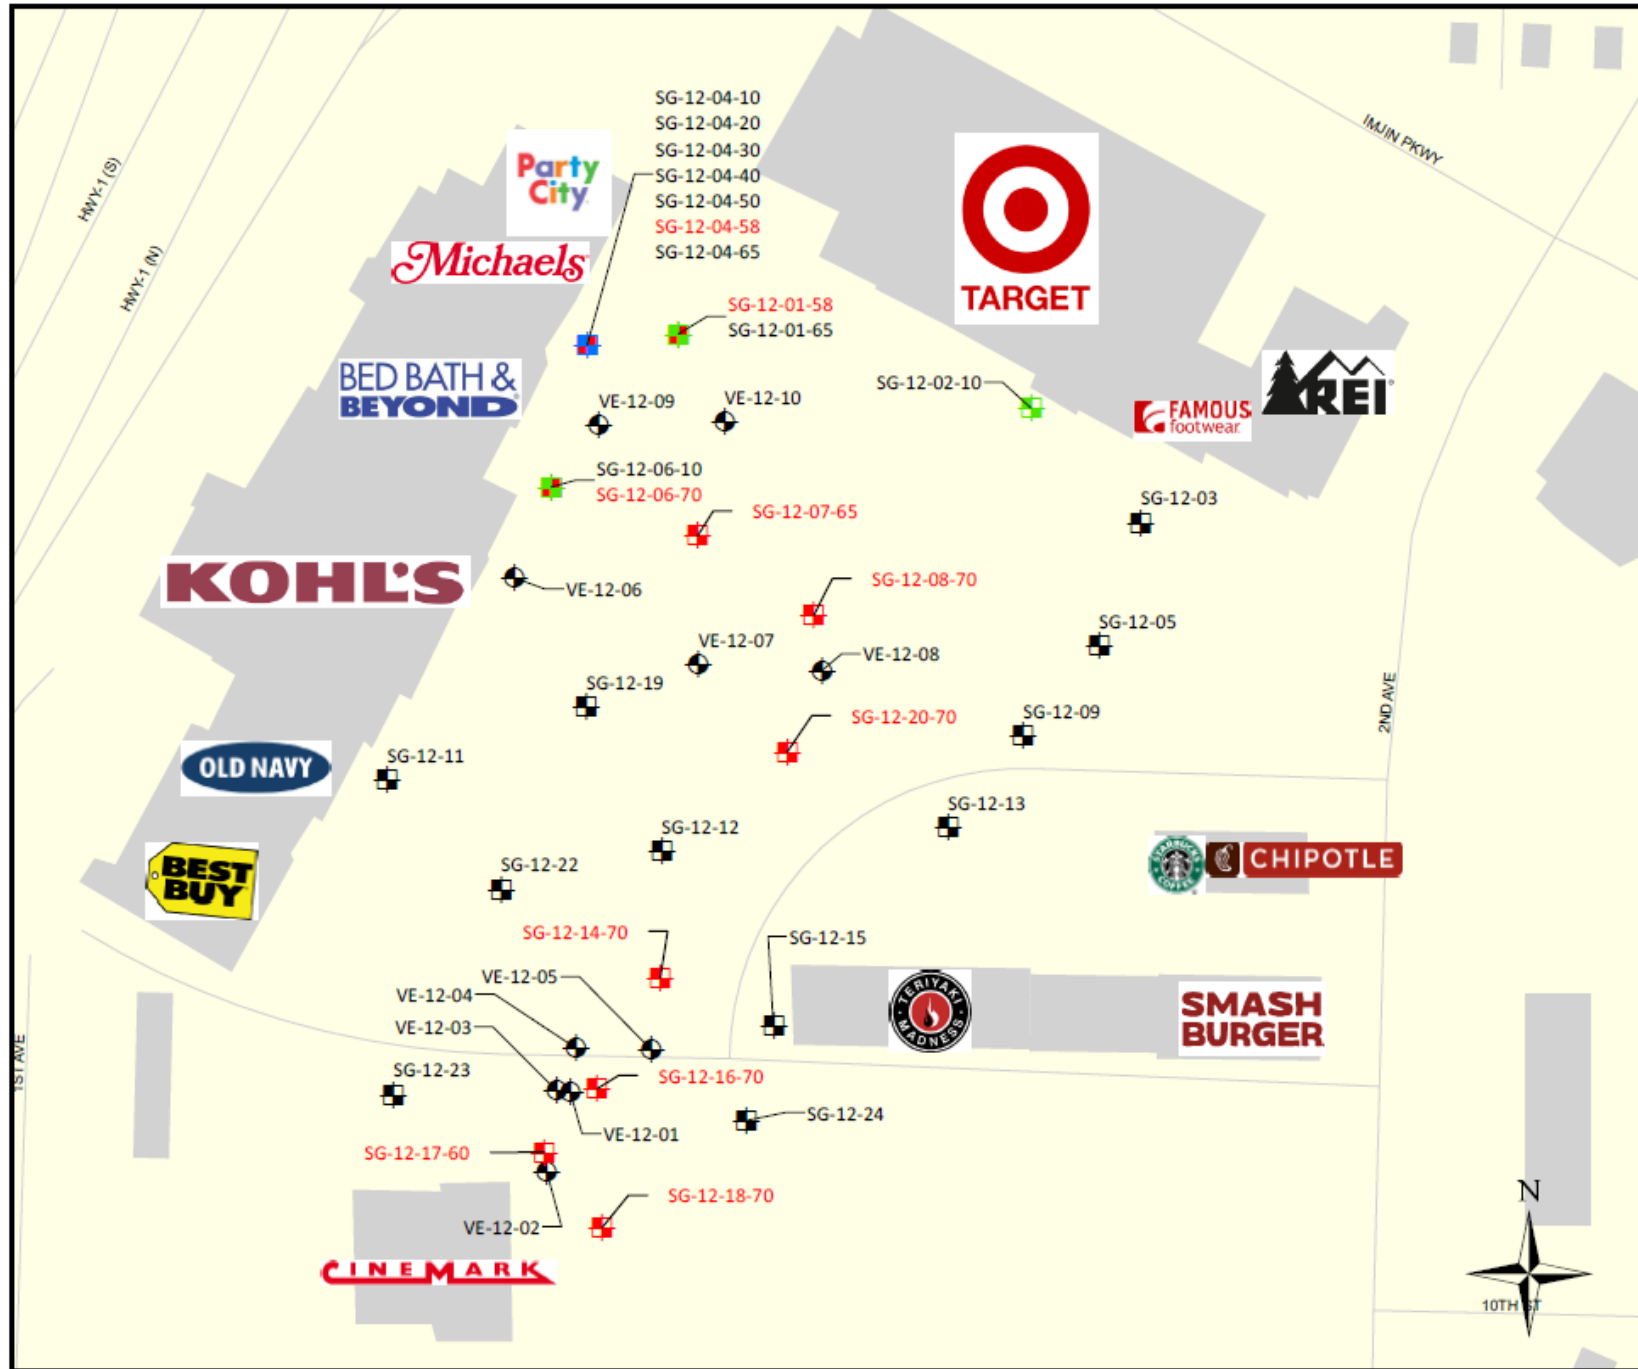 SG-12-04-10
SG-12-04-20
SG-12-04-30
SG-12-04-40
SG-12-04-50
SG-12-04-58
SG-12-04-65
IMJIN PKWY
HWY-1 (S)
HWY-1 (N)
Party
City
Michaels
TARGET
SG-12-01-58
SG-12-01-65
BED BATH &
BEYOND
SG-12-02-10
REI
FAMOUS
footwear
VE-12-09
VE-12-10
SG-12-06-10
SG-12-06-70
SG-12-07-65
SG-12-03
KOHL'S
VE-12-06
SG-12-08-70
SG-12-05
VE-12-07
VE-12-08
SG-12-19
SG-12-20-70
SG-12-09
2ND AVE
OLD NAVY
SG-12-11
SG-12-13
SG-12-12
BEST
BUY
SG-12-22
STARBUCKS
COFFEE
CHIPOTLE
SG-12-14-70
SG-12-15
VE-12-05
VE-12-04
VE-12-03
TERIYAKI
MADNESS
SMASH
BURGER
1ST AVE
SG-12-23
SG-12-16-70
SG-12-24
VE-12-01
SG-12-17-60
SG-12-18-70
VE-12-02
CINEMARK
N
10TH ST